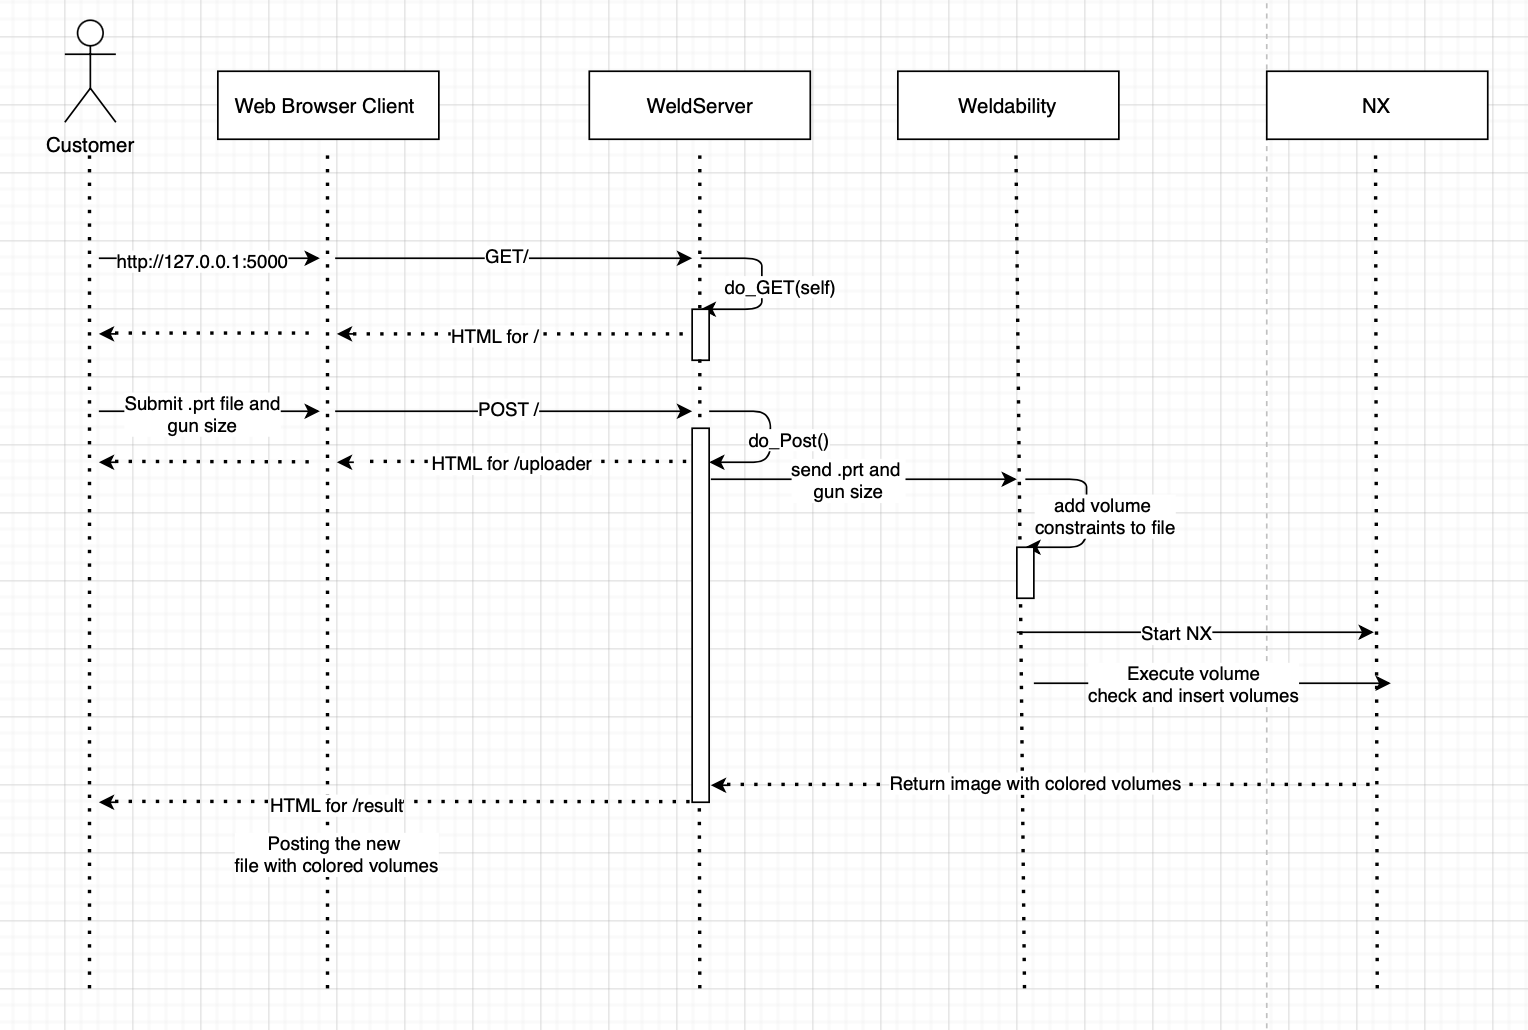 Customer
Web Browser Client
WeldServer
Weldability
NX
http://127.0.0.1:5000
GET/
do_GET(self)
HTML for /
Submit .prt file and
gun size
POST /
do_Post()
HTML for /uploader
send .prt and
gun size
add volume
constraints to file
Start NX
Execute volume
check and insert volumes
Return image with colored volumes
HTML for /result
Posting the new
file with colored volumes